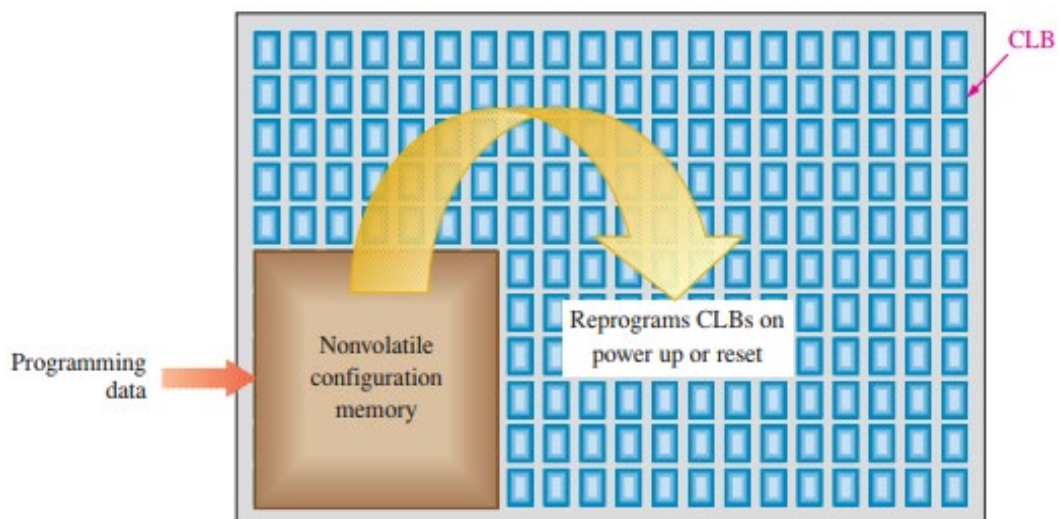 CLB
Reprograms CLBs on
power up or reset
Nonvolatile
configuration
memory
Programming
data